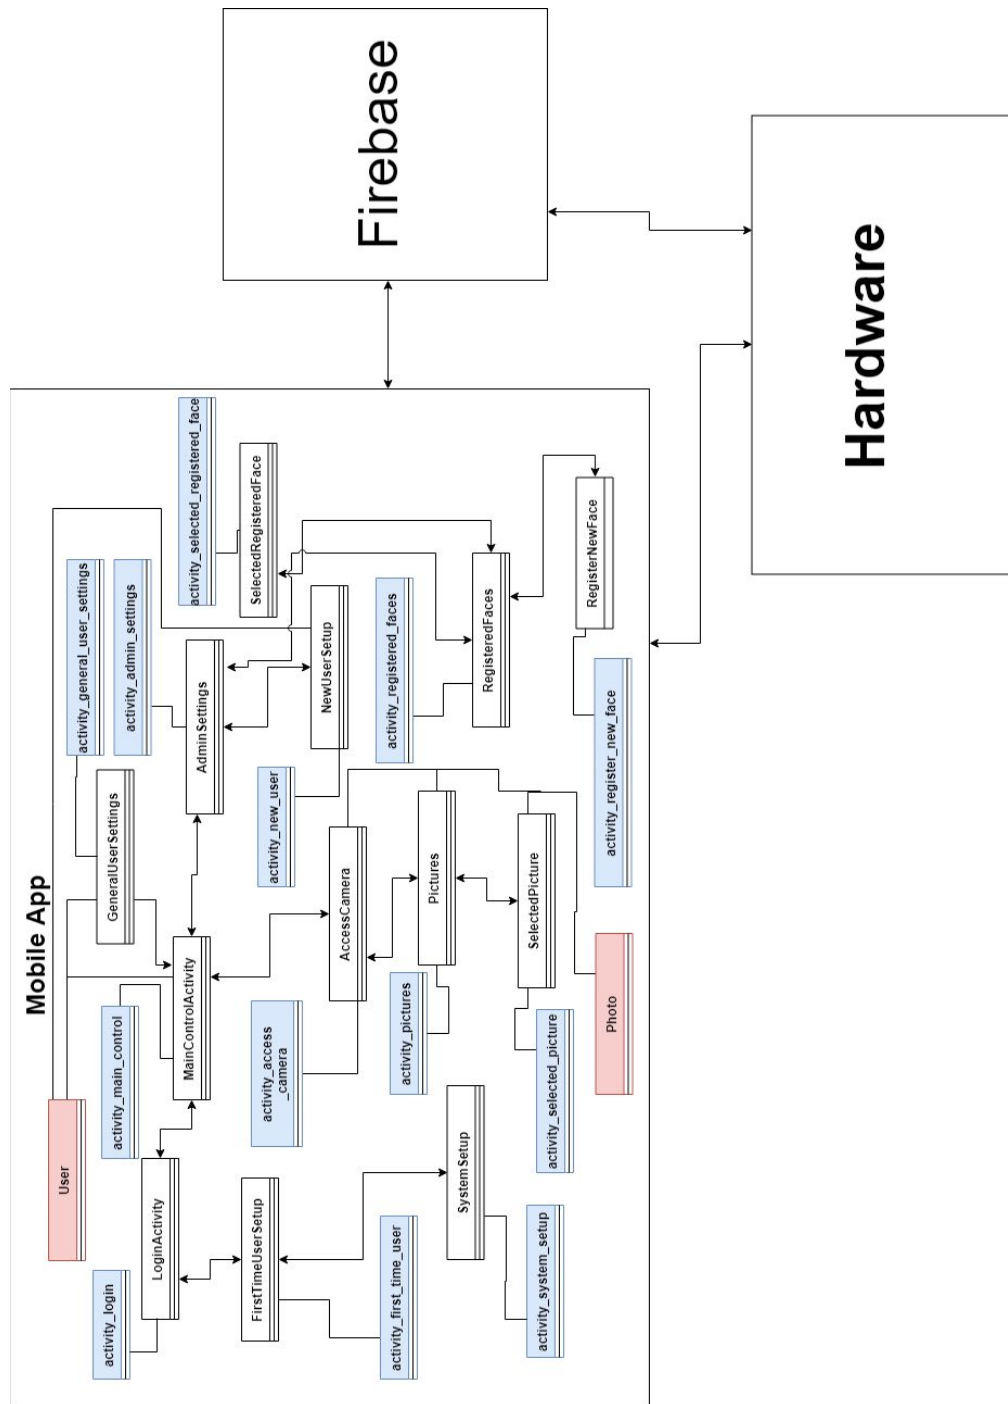 Mobile App
User
activity_login
LoginActivity
activity_main_control
MainControlActivity
GeneralUserSettings
activity_general_user_settings
activity_admin_settings
AdminSettings
activity_selected_registered_face
SelectedRegisteredFace
FirstTimeUserSetup
activity_access
_camera
AccessCamera
activity_new_user
NewUserSetup
activity_first_time_user
SystemSetup
activity_pictures
Pictures
activity_registered_faces
RegisteredFaces
activity_system_setup
activity_selected_picture
SelectedPicture
Photo
activity_register_new_face
RegisterNewFace
Firebase
Hardware